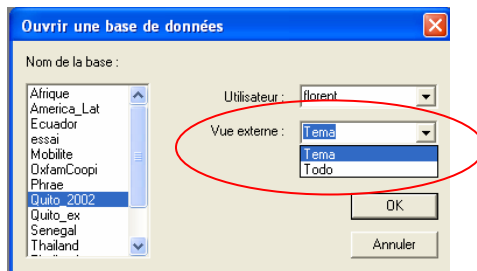 Ouvrir une base de données
Nom de la base :
Afrique
America_Lat
Ecuador
essai
Mobilite
OxfamCoopi
Phrae
Quito_2002
Quito_ex
Senegal
Thailand
Utilisateur : florent
Vue externe : Tema
Tema
Todo
OK
Annuler